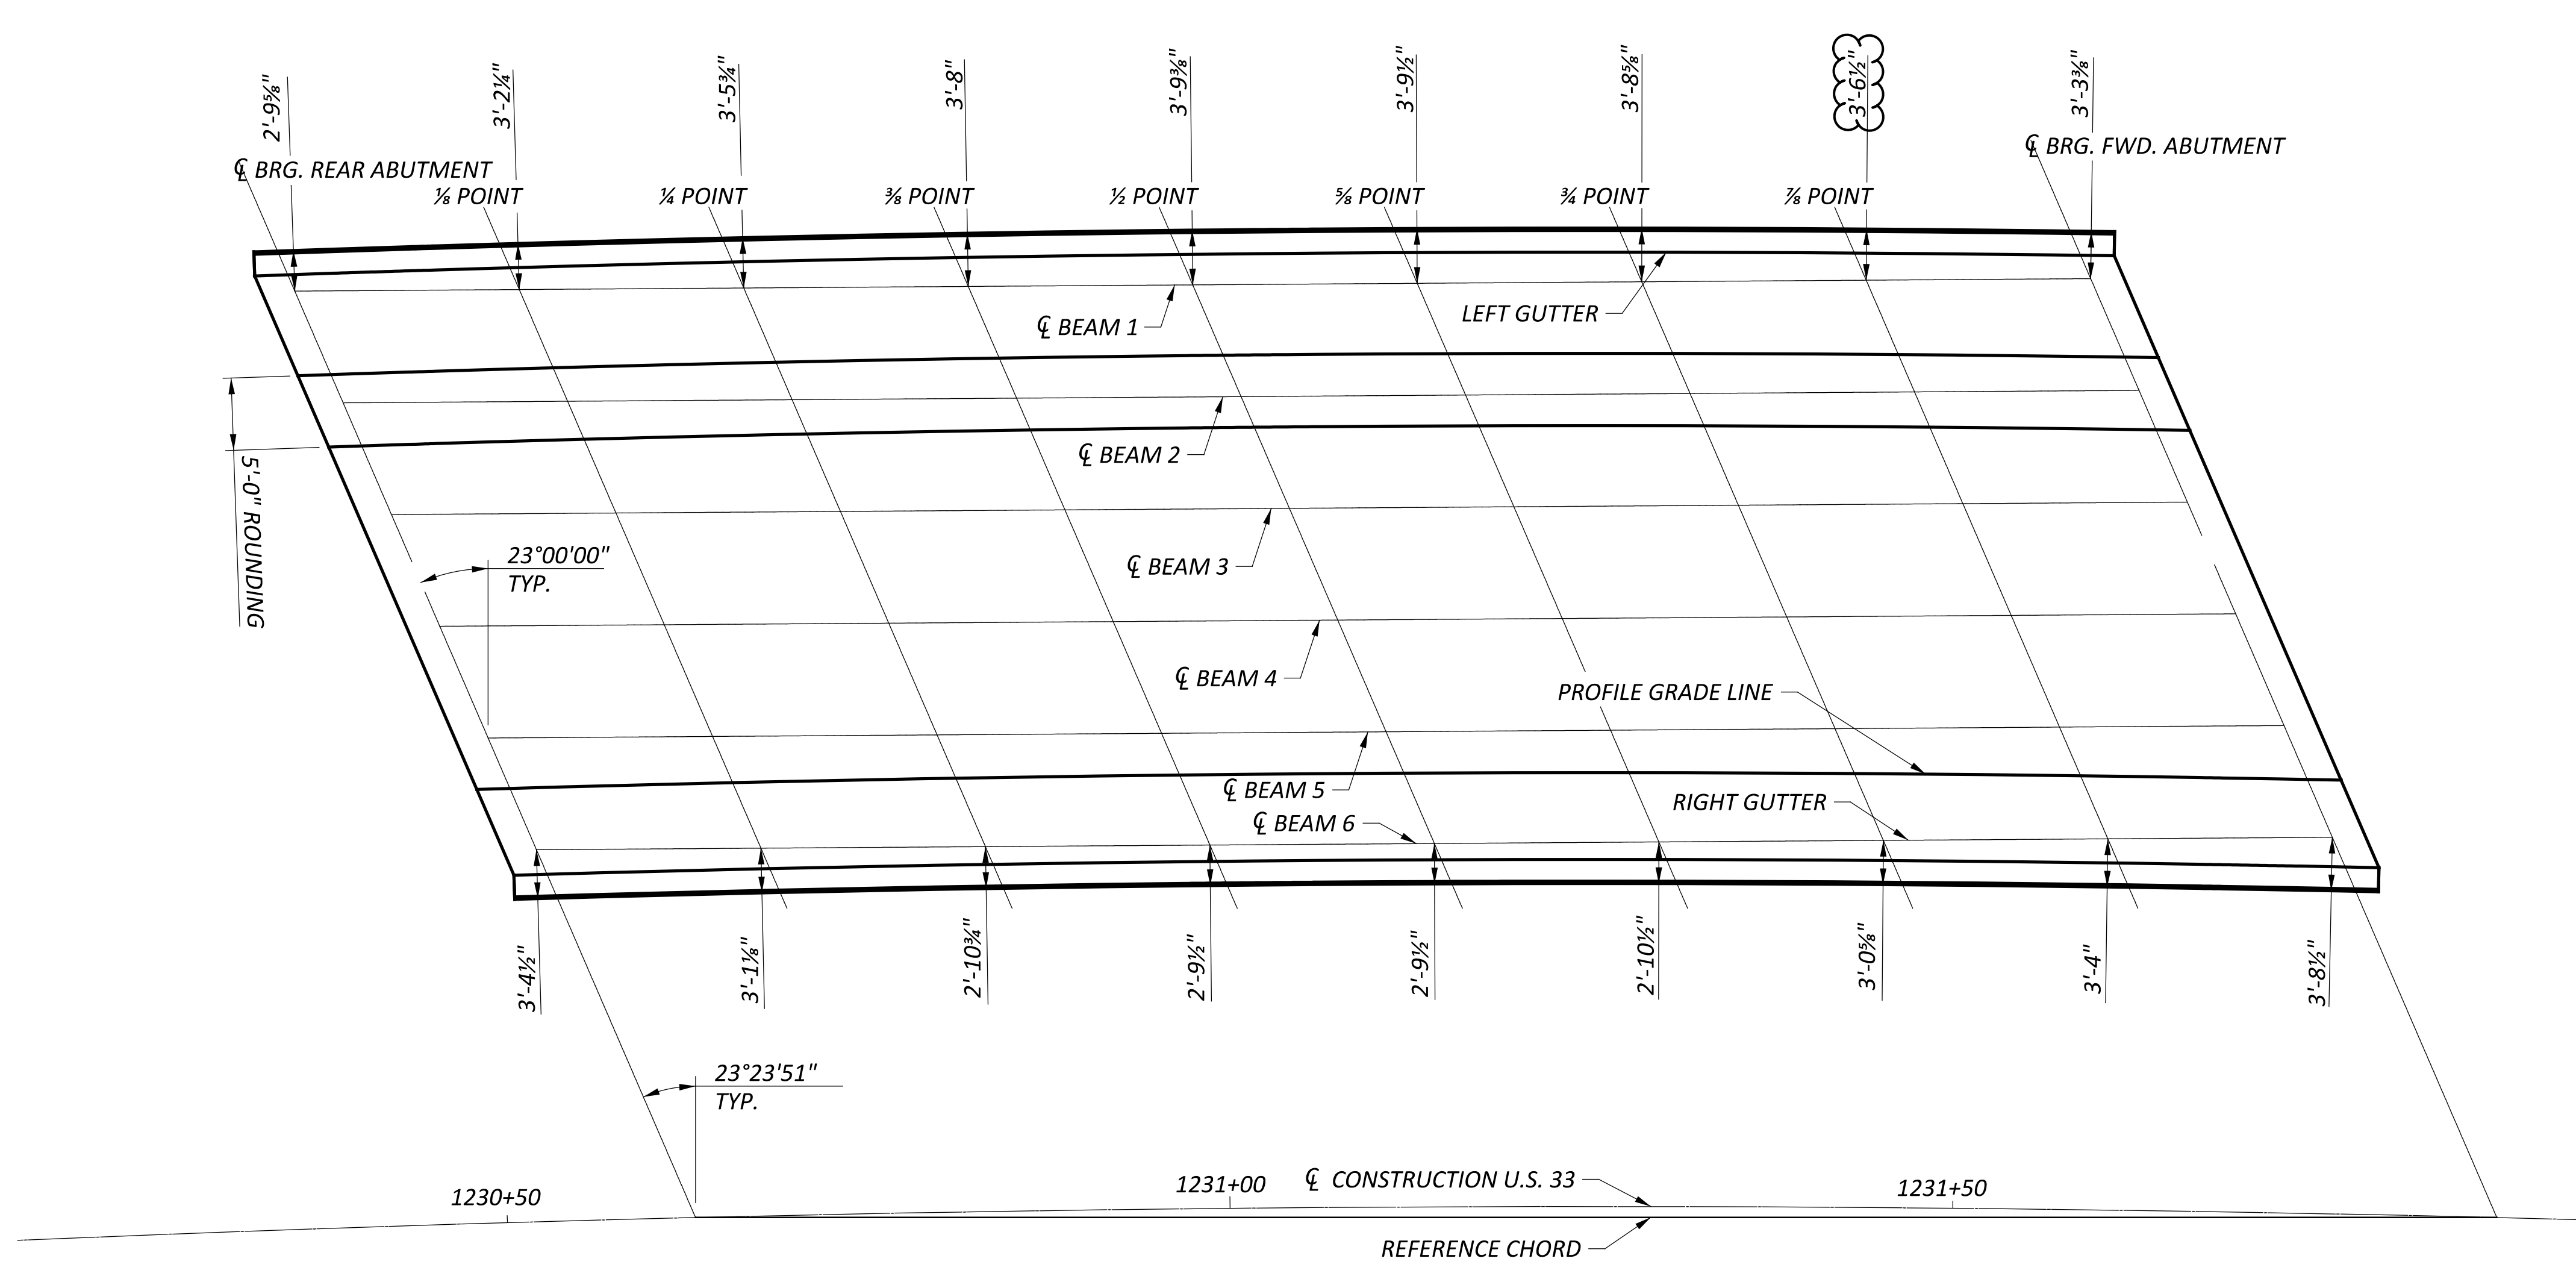 2'-9⅝"
3'-2¼"
3'-5¾"
3'-8"
3'-9⅜"
3'-9½"
3'-8⅝"
3'-6½"
3'-3⅜"
℄ BRG. REAR ABUTMENT
℄ BRG. FWD. ABUTMENT
⅛ POINT
¼ POINT
⅜ POINT
½ POINT
⅝ POINT
¾ POINT
⅞ POINT
℄ BEAM 1
LEFT GUTTER
℄ BEAM 2
5'-0" ROUNDING
23°00'00"
TYP.
℄ BEAM 3
℄ BEAM 4
PROFILE GRADE LINE
℄ BEAM 5
RIGHT GUTTER
℄ BEAM 6
3'-4½"
3'-1⅛"
2'-10¾"
2'-9½"
2'-9½"
2'-10½"
3'-0⅝"
3'-4"
3'-8½"
23°23'51"
TYP.
1230+50
1231+00
℄ CONSTRUCTION U.S. 33
1231+50
REFERENCE CHORD